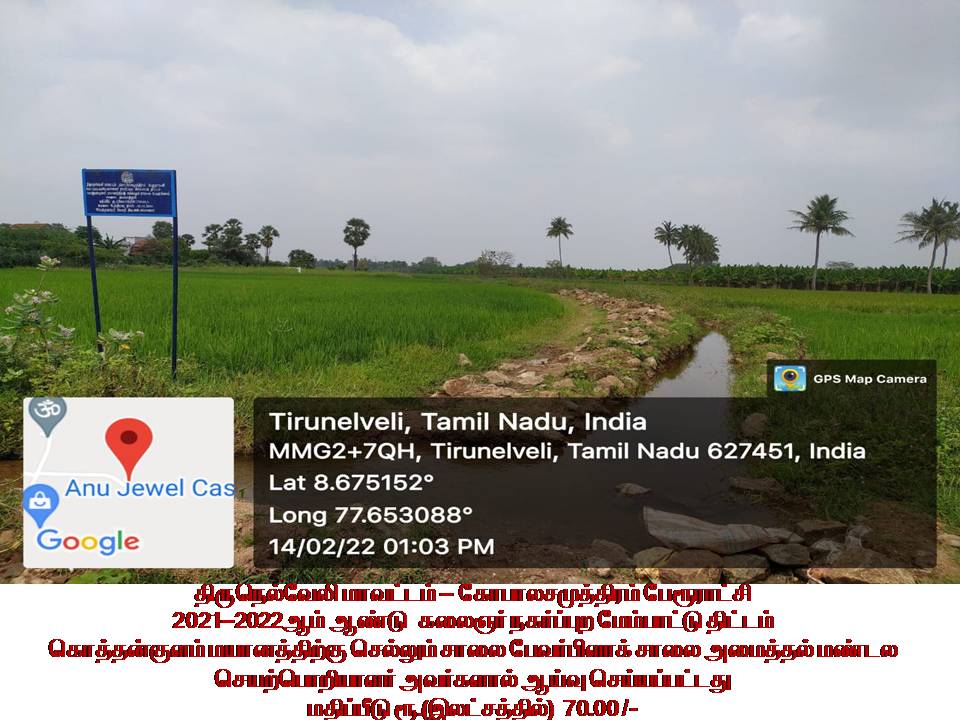 GPS Map Camera
ॐ
Anu Jewel Cas
Google
Tirunelveli, Tamil Nadu, India
MMG2+7QH, Tirunelveli, Tamil Nadu 627451, India
Lat 8.675152°
Long 77.653088°
14/02/22 01:03 PM
திருநெல்வேலி மாவட்டம் – கோபாலசமுத்திரம் பேரூராட்சி
2021–2022ஆம் ஆண்டு கலைஞர் நகர்ப்புற மேம்பாட்டு திட்டம்
கொத்தன்குளம் மயானத்திற்கு செல்லும் சாலை பேவர்பிளாக் சாலை அமைத்தல் மண்டல
செயற்பொறியாளர் அவர்களால் ஆய்வு செய்யப்பட்டது
மதிப்பீடு ரூ.(இலட்சத்தில்) 70.00/-